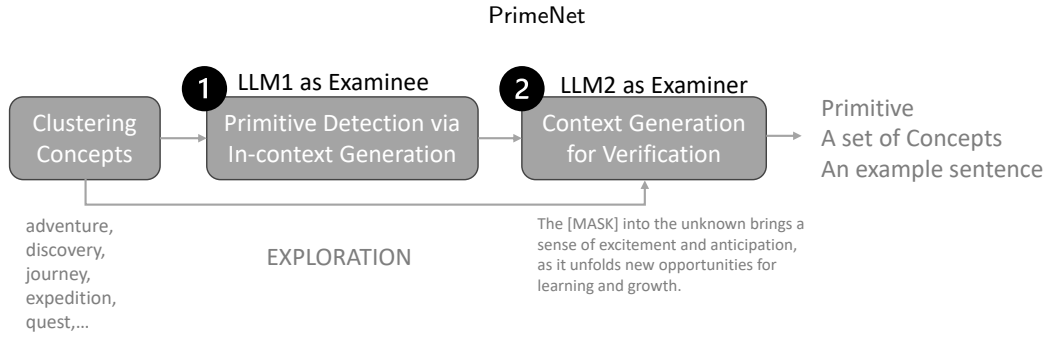 PrimeNet
1 LLM1 as Examinee
2 LLM2 as Examiner
Clustering
Concepts
Primitive Detection via
In-context Generation
Context Generation
for Verification
Primitive
A set of Concepts
An example sentence
adventure,
discovery,
journey,
expedition,
quest,...
EXPLORATION
The [MASK] into the unknown brings a
sense of excitement and anticipation,
as it unfolds new opportunities for
learning and growth.